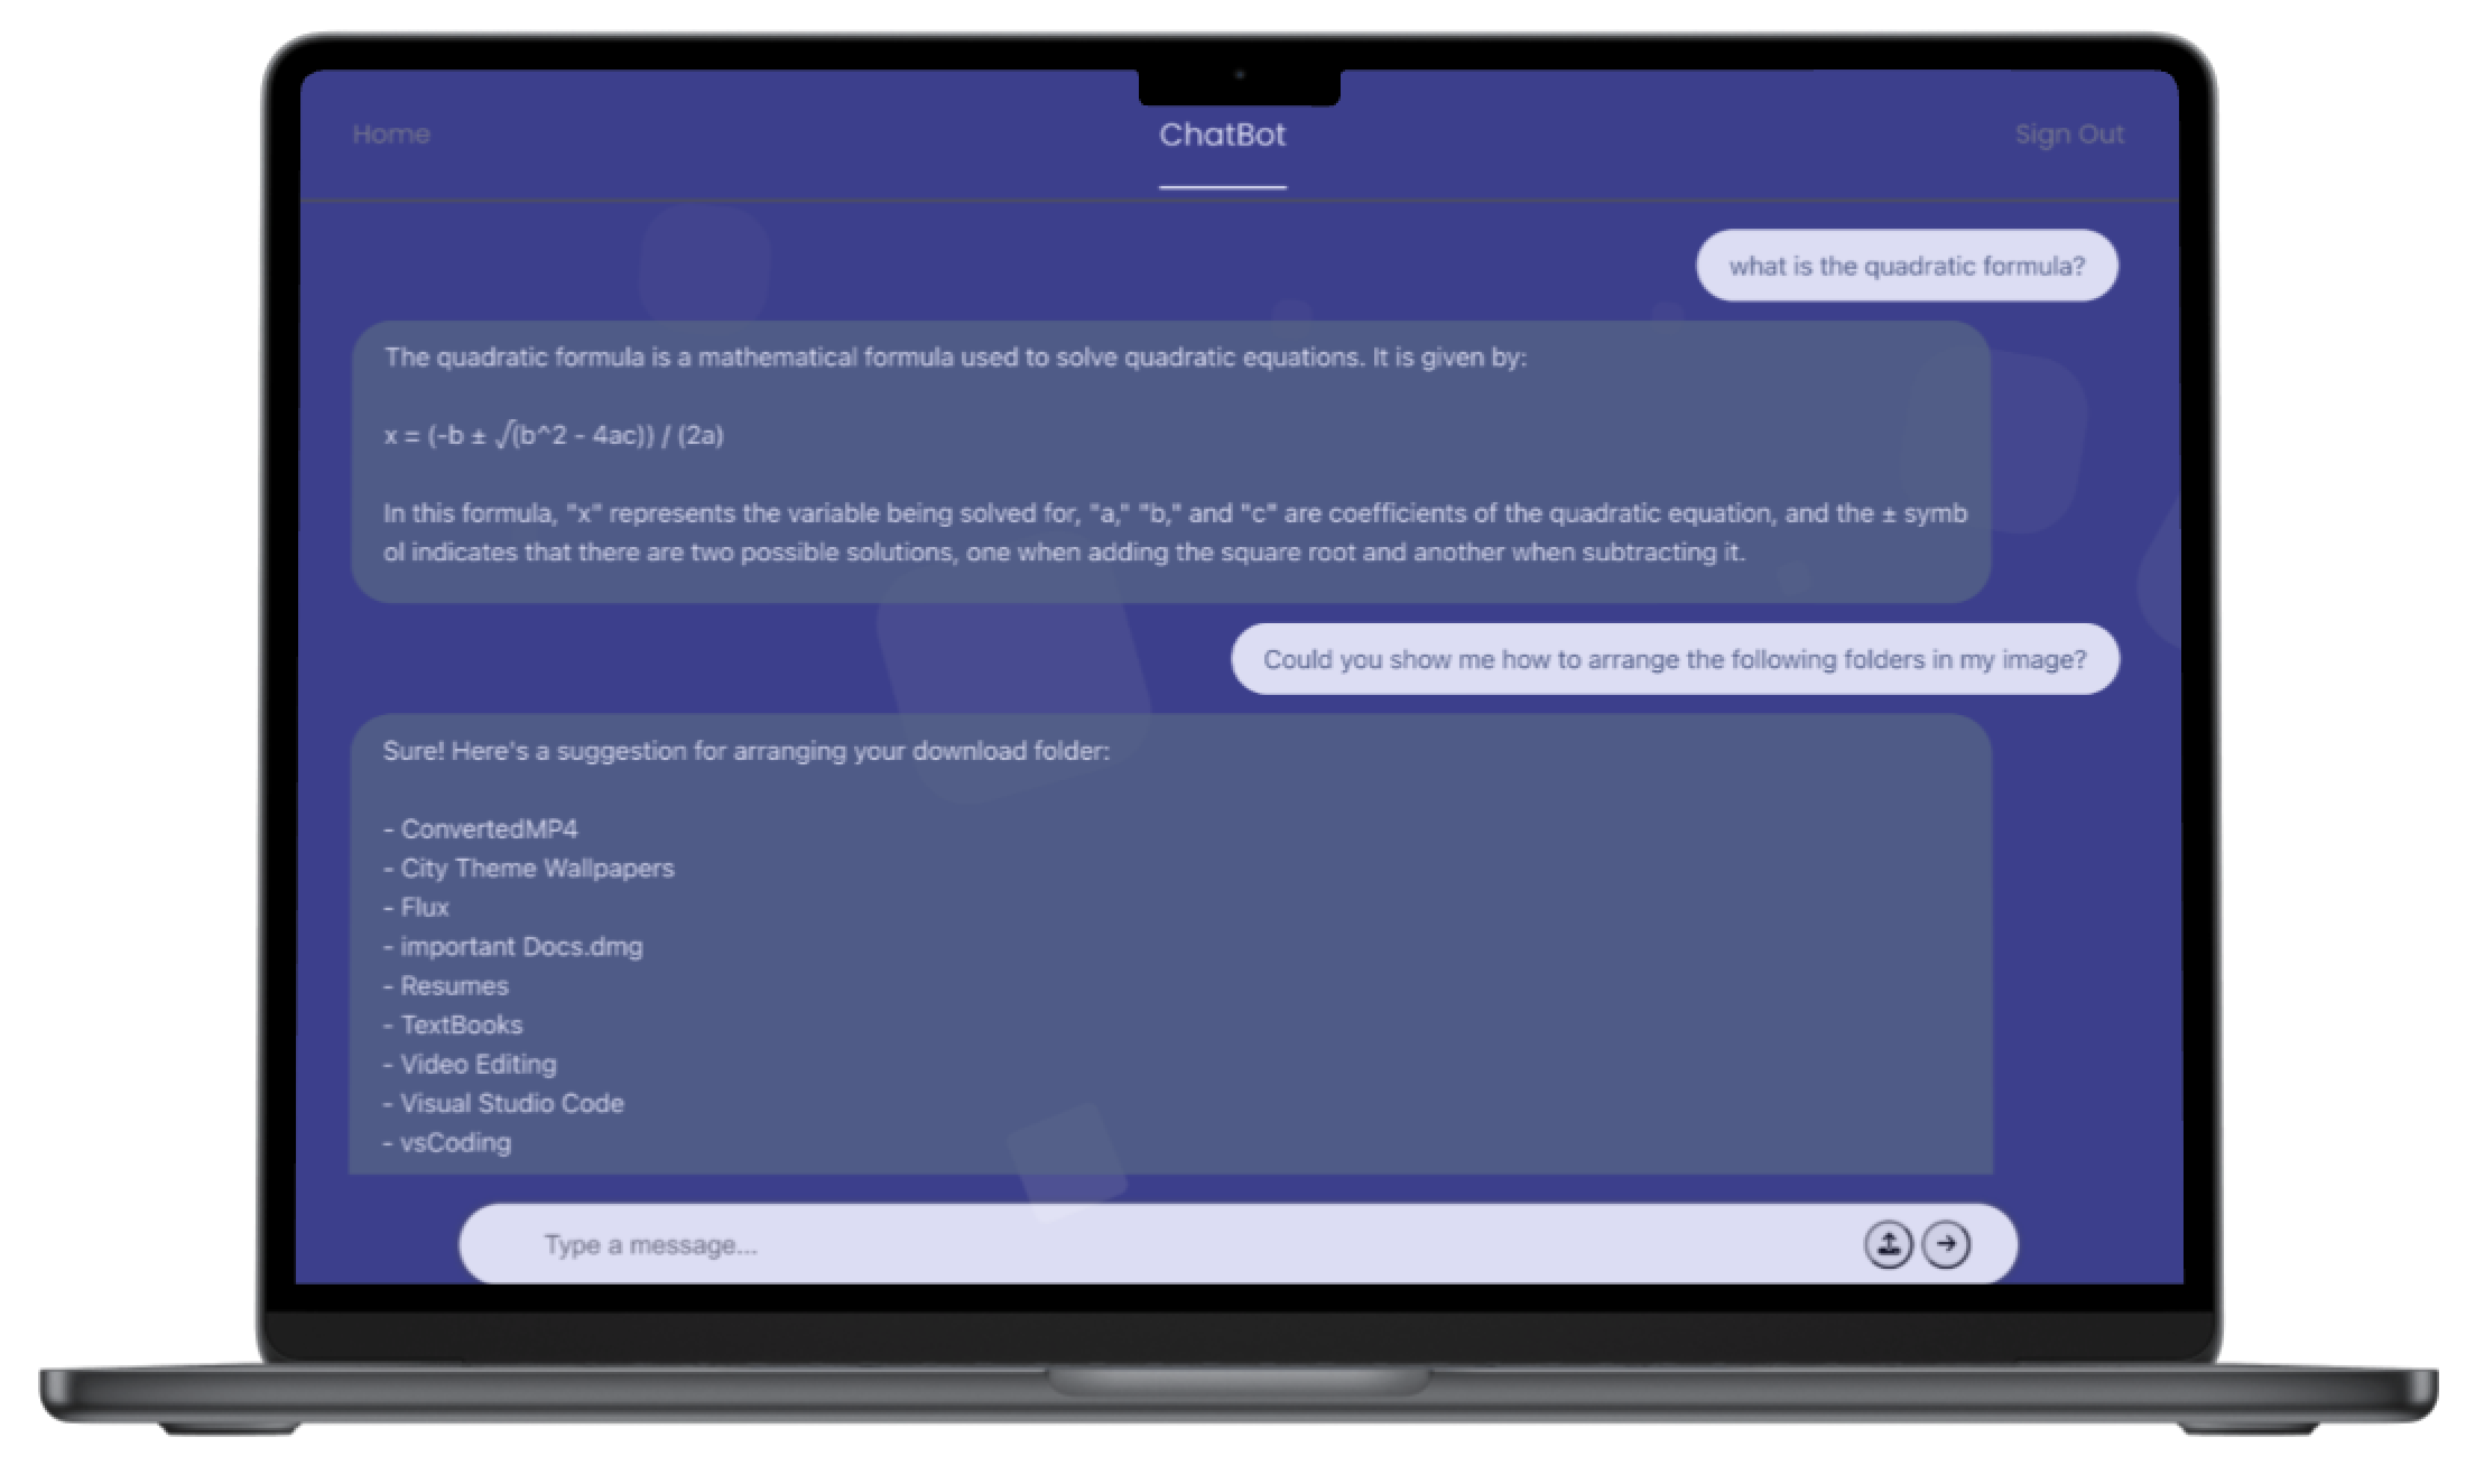 Home
ChatBot
Sign Out
what is the quadratic formula?
The quadratic formula is a mathematical formula used to solve quadratic equations. It is given by:
x = (-b ± √(b^2 - 4ac)) / (2a)
In this formula, "x" represents the variable being solved for, "a," "b," and "c" are coefficients of the quadratic equation, and the ± symb
ol indicates that there are two possible solutions, one when adding the square root and another when subtracting it.
Could you show me how to arrange the following folders in my image?
Sure! Here's a suggestion for arranging your download folder:
- ConvertedMP4
- City Theme Wallpapers
- Flux
- important Docs.dmg
- Resumes
- TextBooks
- Video Editing
- Visual Studio Code
- vsCoding
Type a message...